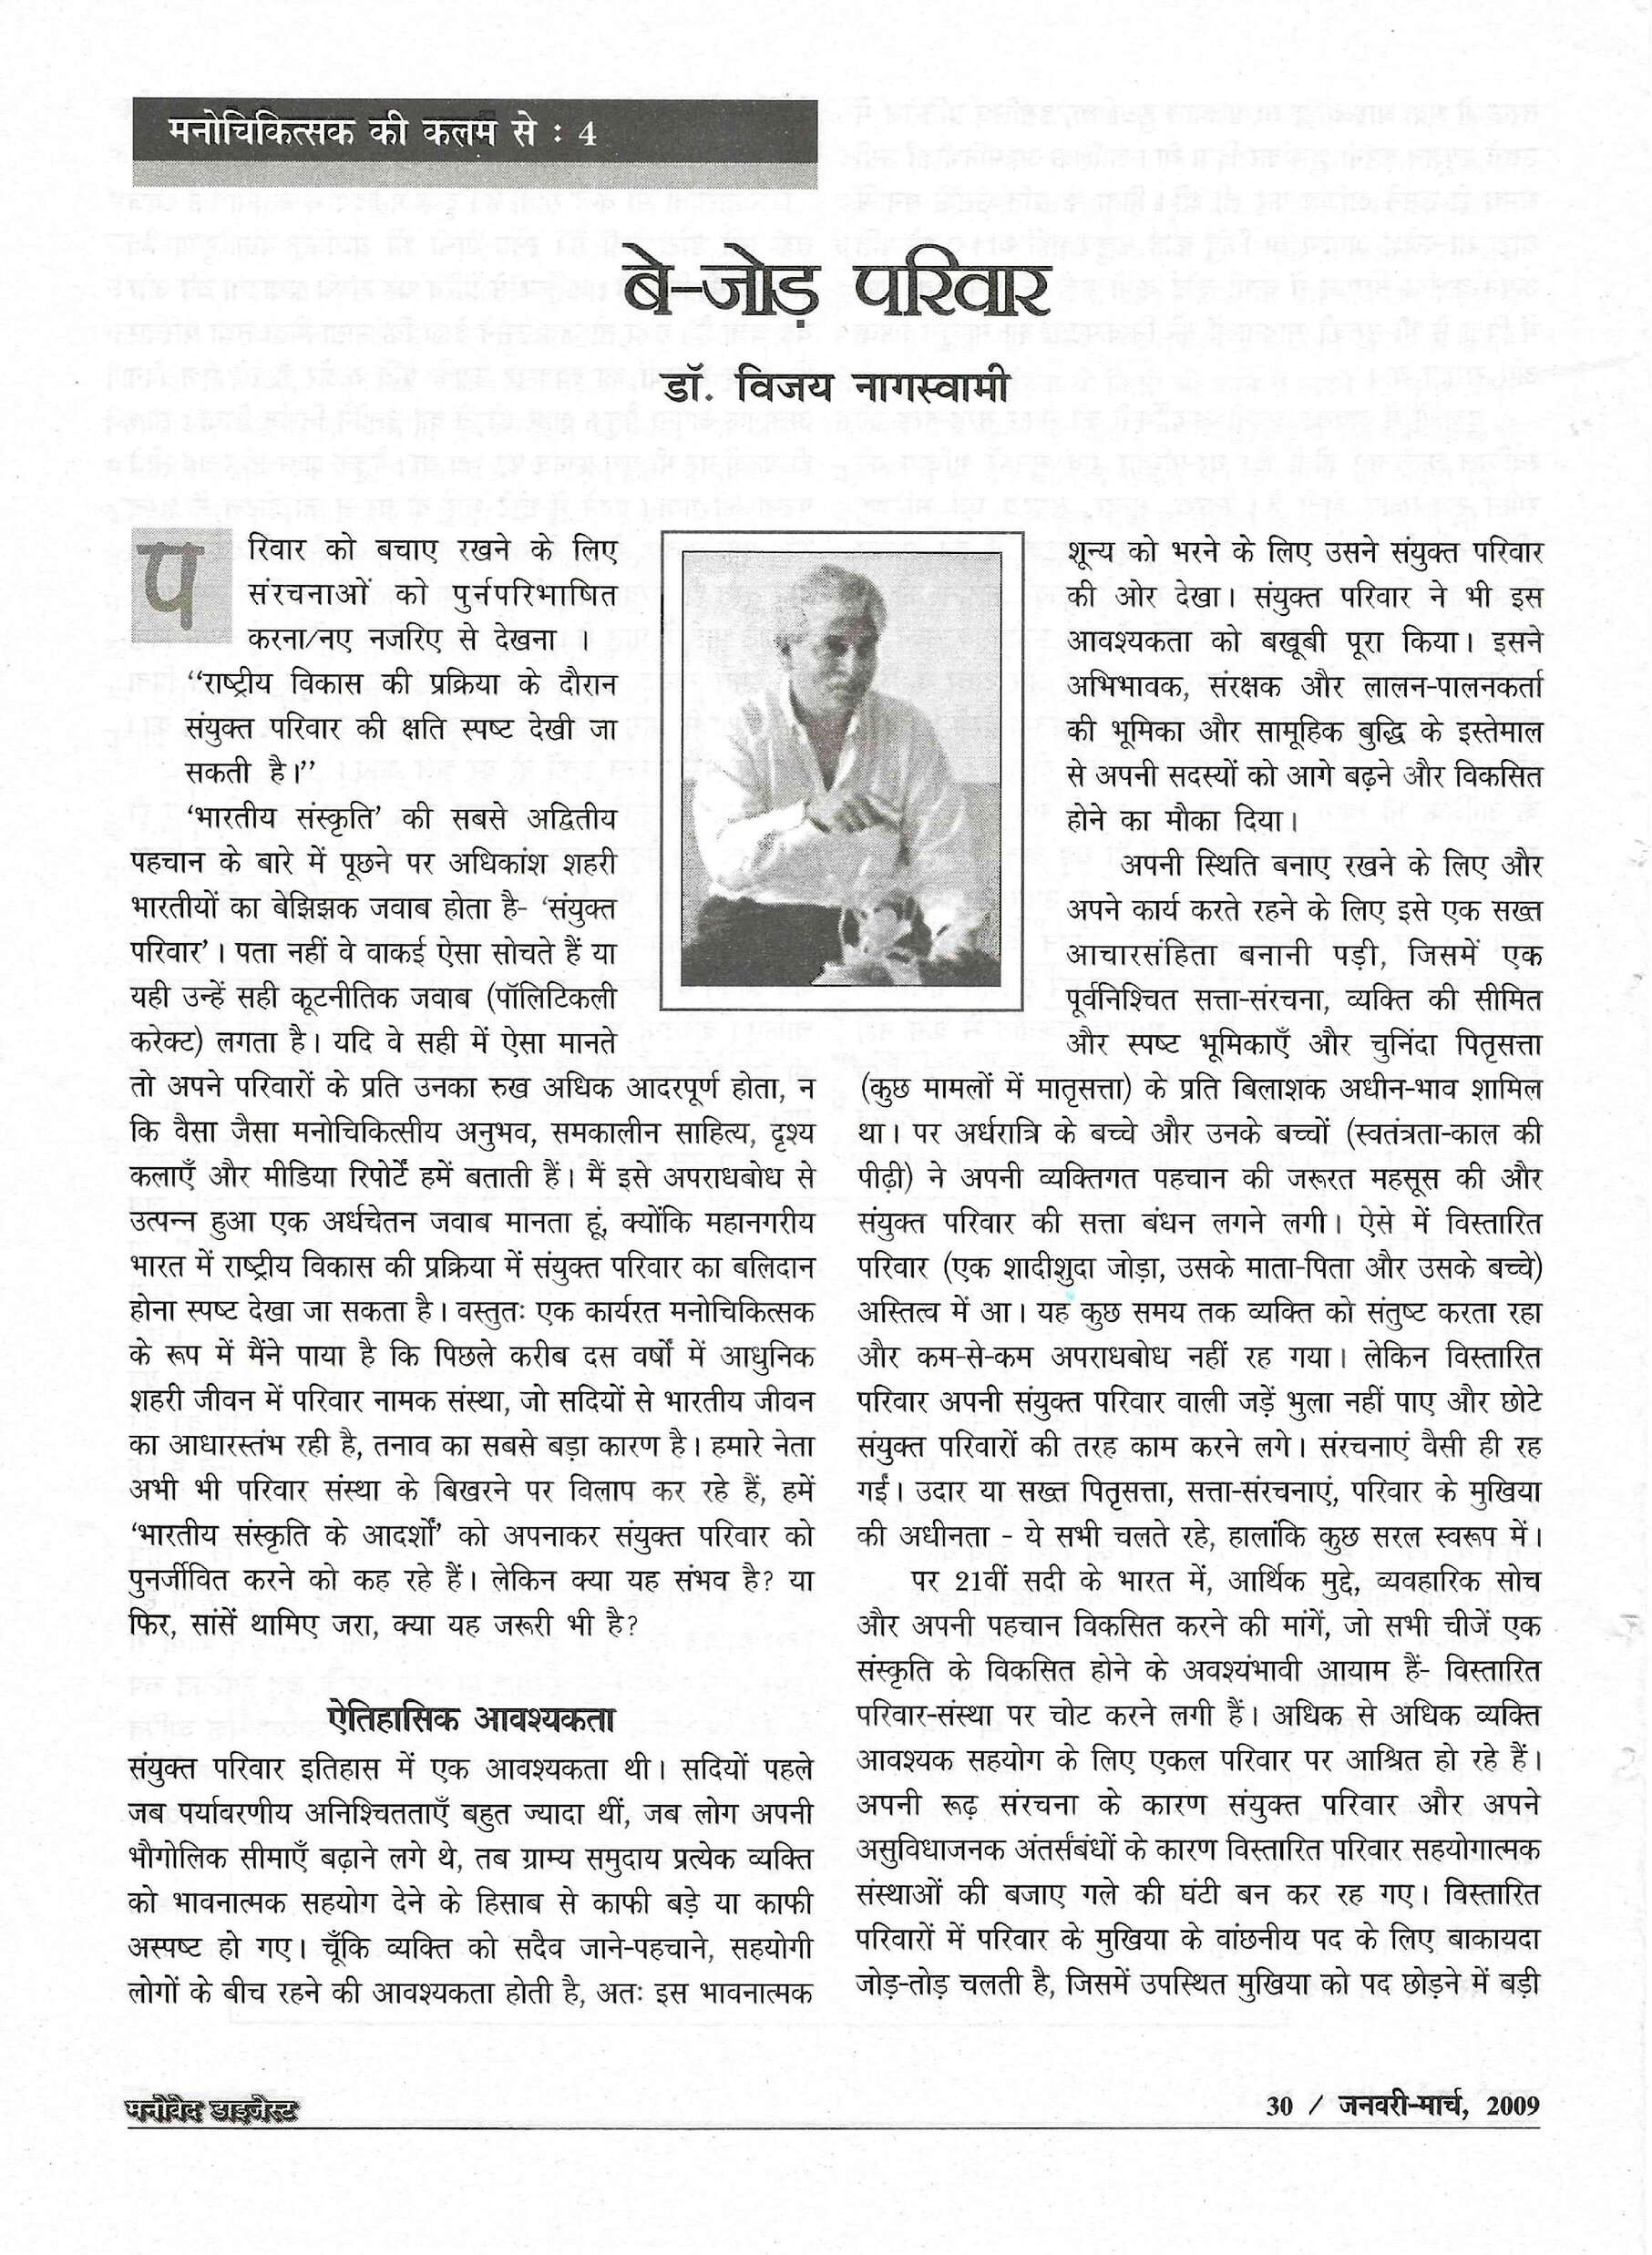 मनोचिकित्सक की कलम से : 4
बे-जोड़ परिवार
डॉ. विजय नागस्वामी
परिवार को बचाए रखने के लिए
संरचनाओं को पुर्नपरिभाषित
करना/नए नजरिए से देखना ।
“राष्ट्रीय विकास की प्रक्रिया के दौरान
संयुक्त परिवार की क्षति स्पष्ट देखी जा
सकती है।”
‘भारतीय संस्कृति’ की सबसे अद्वितीय
पहचान के बारे में पूछने पर अधिकांश शहरी
भारतीयों का बेझिझक जवाब होता है- ‘संयुक्त
परिवार’। पता नहीं वे वाकई ऐसा सोचते हैं या
यही उन्हें सही कूटनीतिक जवाब (पॉलिटिकली
करेक्ट) लगता है। यदि वे सही में ऐसा मानते
तो अपने परिवारों के प्रति उनका रुख अधिक आदरपूर्ण होता, न
कि वैसा जैसा मनोचिकित्सीय अनुभव, समकालीन साहित्य, दृश्य
कलाएँ और मीडिया रिपोर्टें हमें बताती हैं। मैं इसे अपराधबोध से
उत्पन्न हुआ एक अर्धचेतन जवाब मानता हूं, क्योंकि महानगरीय
भारत में राष्ट्रीय विकास की प्रक्रिया में संयुक्त परिवार का बलिदान
होना स्पष्ट देखा जा सकता है। वस्तुतः एक कार्यरत मनोचिकित्सक
के रूप में मैंने पाया है कि पिछले करीब दस वर्षों में आधुनिक
शहरी जीवन में परिवार नामक संस्था, जो सदियों से भारतीय जीवन
का आधारस्तंभ रही है, तनाव का सबसे बड़ा कारण है। हमारे नेता
अभी भी परिवार संस्था के बिखरने पर विलाप कर रहे हैं, हमें
‘भारतीय संस्कृति के आदर्शों’ को अपनाकर संयुक्त परिवार को
पुनर्जीवित करने को कह रहे हैं। लेकिन क्या यह संभव है? या
फिर, सांसें थामिए जरा, क्या यह जरूरी भी है?
ऐतिहासिक आवश्यकता
संयुक्त परिवार इतिहास में एक आवश्यकता थी। सदियों पहले
जब पर्यावरणीय अनिश्चितताएँ बहुत ज्यादा थीं, जब लोग अपनी
भौगोलिक सीमाएँ बढ़ाने लगे थे, तब ग्राम्य समुदाय प्रत्येक व्यक्ति
को भावनात्मक सहयोग देने के हिसाब से काफी बड़े या काफी
अस्पष्ट हो गए। चूँकि व्यक्ति को सदैव जाने-पहचाने, सहयोगी
लोगों के बीच रहने की आवश्यकता होती है, अतः इस भावनात्मक
शून्य को भरने के लिए उसने संयुक्त परिवार
की ओर देखा। संयुक्त परिवार ने भी इस
आवश्यकता को बखूबी पूरा किया। इसने
अभिभावक, संरक्षक और लालन-पालनकर्ता
की भूमिका और सामूहिक बुद्धि के इस्तेमाल
से अपनी सदस्यों को आगे बढ़ने और विकसित
होने का मौका दिया।
अपनी स्थिति बनाए रखने के लिए और
अपने कार्य करते रहने के लिए इसे एक सख्त
आचारसंहिता बनानी पड़ी, जिसमें एक
पूर्वनिश्चित सत्ता-संरचना, व्यक्ति की सीमित
और स्पष्ट भूमिकाएँ और चुनिंदा पितृसत्ता
(कुछ मामलों में मातृसत्ता) के प्रति बिलाशक अधीन-भाव शामिल
था। पर अर्धरात्रि के बच्चे और उनके बच्चों (स्वतंत्रता-काल की
पीढ़ी) ने अपनी व्यक्तिगत पहचान की जरूरत महसूस की और
संयुक्त परिवार की सत्ता बंधन लगने लगी। ऐसे में विस्तारित
परिवार (एक शादीशुदा जोड़ा, उसके माता-पिता और उसके बच्चे)
अस्तित्व में आ। यह कुछ समय तक व्यक्ति को संतुष्ट करता रहा
और कम-से-कम अपराधबोध नहीं रह गया। लेकिन विस्तारित
परिवार अपनी संयुक्त परिवार वाली जड़ें भुला नहीं पाए और छोटे
संयुक्त परिवारों की तरह काम करने लगे। संरचनाएं वैसी ही रह
गईं। उदार या सख्त पितृसत्ता, सत्ता-संरचनाएं, परिवार के मुखिया
की अधीनता - ये सभी चलते रहे, हालांकि कुछ सरल स्वरूप में।
पर 21वीं सदी के भारत में, आर्थिक मुद्दे, व्यवहारिक सोच
और अपनी पहचान विकसित करने की मांगें, जो सभी चीजें एक
संस्कृति के विकसित होने के अवश्यंभावी आयाम हैं- विस्तारित
परिवार-संस्था पर चोट करने लगी हैं। अधिक से अधिक व्यक्ति
आवश्यक सहयोग के लिए एकल परिवार पर आश्रित हो रहे हैं।
अपनी रूढ़ संरचना के कारण संयुक्त परिवार और अपने
असुविधाजनक अंतर्संबंधों के कारण विस्तारित परिवार सहयोगात्मक
संस्थाओं की बजाए गले की घंटी बन कर रह गए। विस्तारित
परिवारों में परिवार के मुखिया के वांछनीय पद के लिए बाकायदा
जोड़-तोड़ चलती है, जिसमें उपस्थित मुखिया को पद छोड़ने में बड़ी
मनोवेद डाइजेस्ट
30 / जनवरी-मार्च, 2009